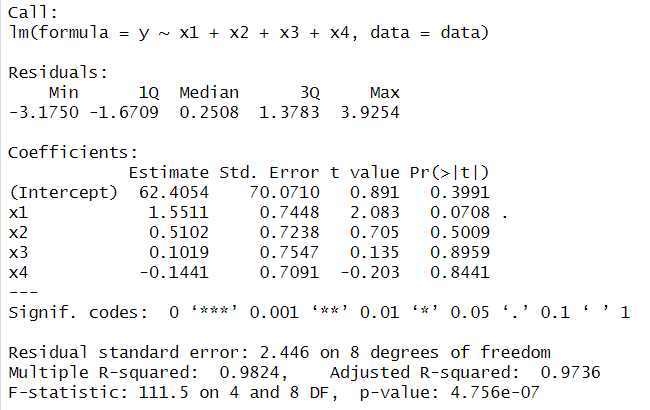 Call:
lm(formula = y ~ x1 + x2 + x3 + x4, data = data)
Residuals:
Min 1Q Median 3Q Max
-3.1750 -1.6709 0.2508 1.3783 3.9254
Coefficients:
Estimate Std. Error t value Pr(>|t|)
(Intercept) 62.4054 70.0710 0.891 0.3991
x1 1.5511 0.7448 2.083 0.0708 .
x2 0.5102 0.7238 0.705 0.5009
x3 0.1019 0.7547 0.135 0.8959
x4 -0.1441 0.7091 -0.203 0.8441
---
Signif. codes: 0 ‘***’ 0.001 ‘**’ 0.01 ‘*’ 0.05 ‘.’ 0.1 ‘ ’ 1
Residual standard error: 2.446 on 8 degrees of freedom
Multiple R-squared: 0.9824, Adjusted R-squared: 0.9736
F-statistic: 111.5 on 4 and 8 DF, p-value: 4.756e-07